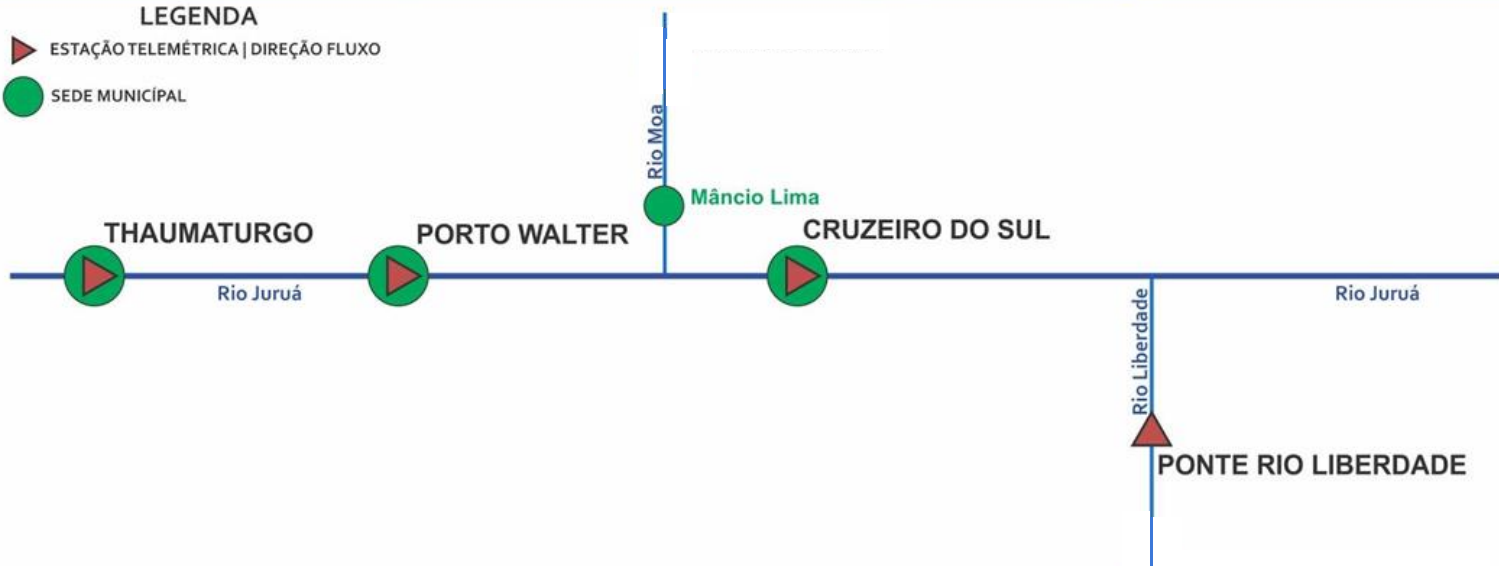 LEGENDA
ESTAÇÃO TELEMÉTRICA | DIREÇÃO FLUXO
SEDE MUNICÍPAL
Rio Moa
Mâncio Lima
THAUMATURGO
PORTO WALTER
CRUZEIRO DO SUL
Rio Juruá
Rio Juruá
Rio Liberdade
PONTE RIO LIBERDADE